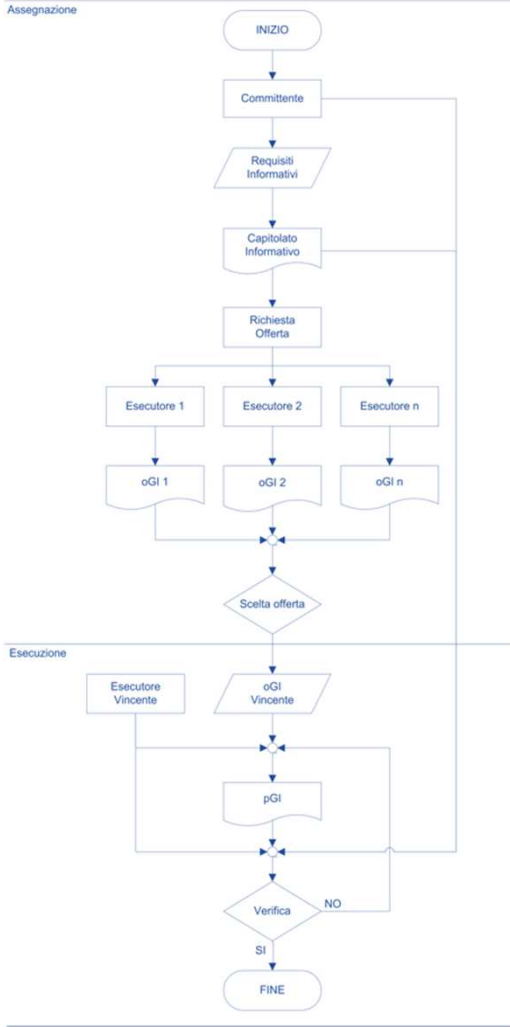 Assegnazione
INIZIO
Committente
Requisiti
Informativi
Capitolato
Informativo
Richiesta
Offerta
Esecutore 1
Esecutore 2
Esecutore n
oGI 1
oGI 2
oGI n
Scelta offerta
Esecuzione
Esecutore
Vincente
oGI
Vincente
pGI
Verifica
NO
SI
FINE